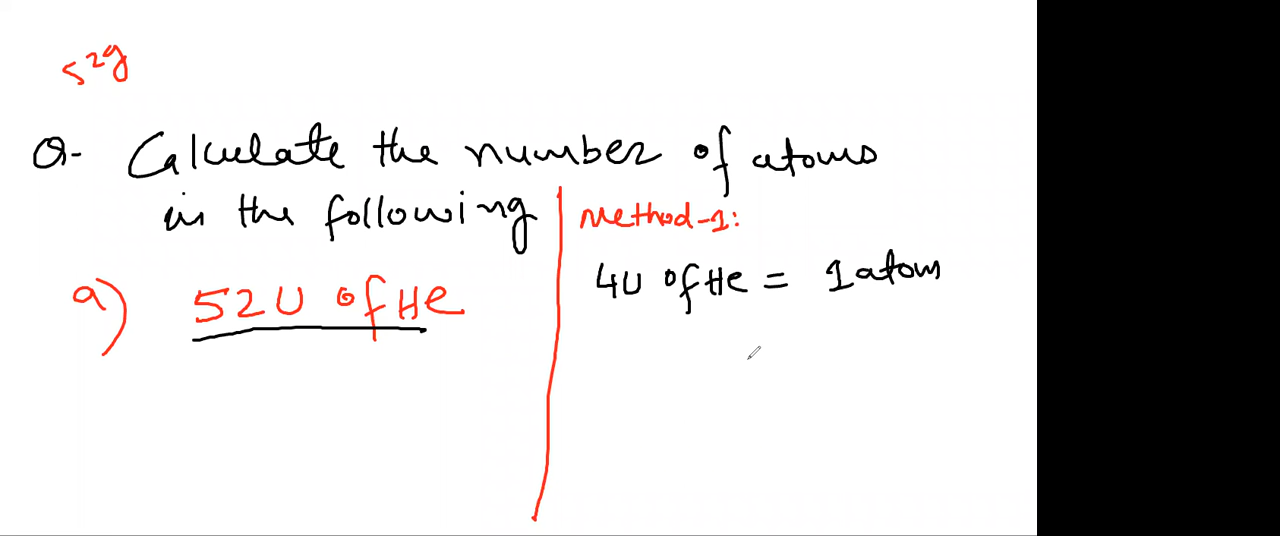 52g
Q- Calculate the number of atoms
in the following
a) 52U of He
Method-1:
4U of He = 1 atom